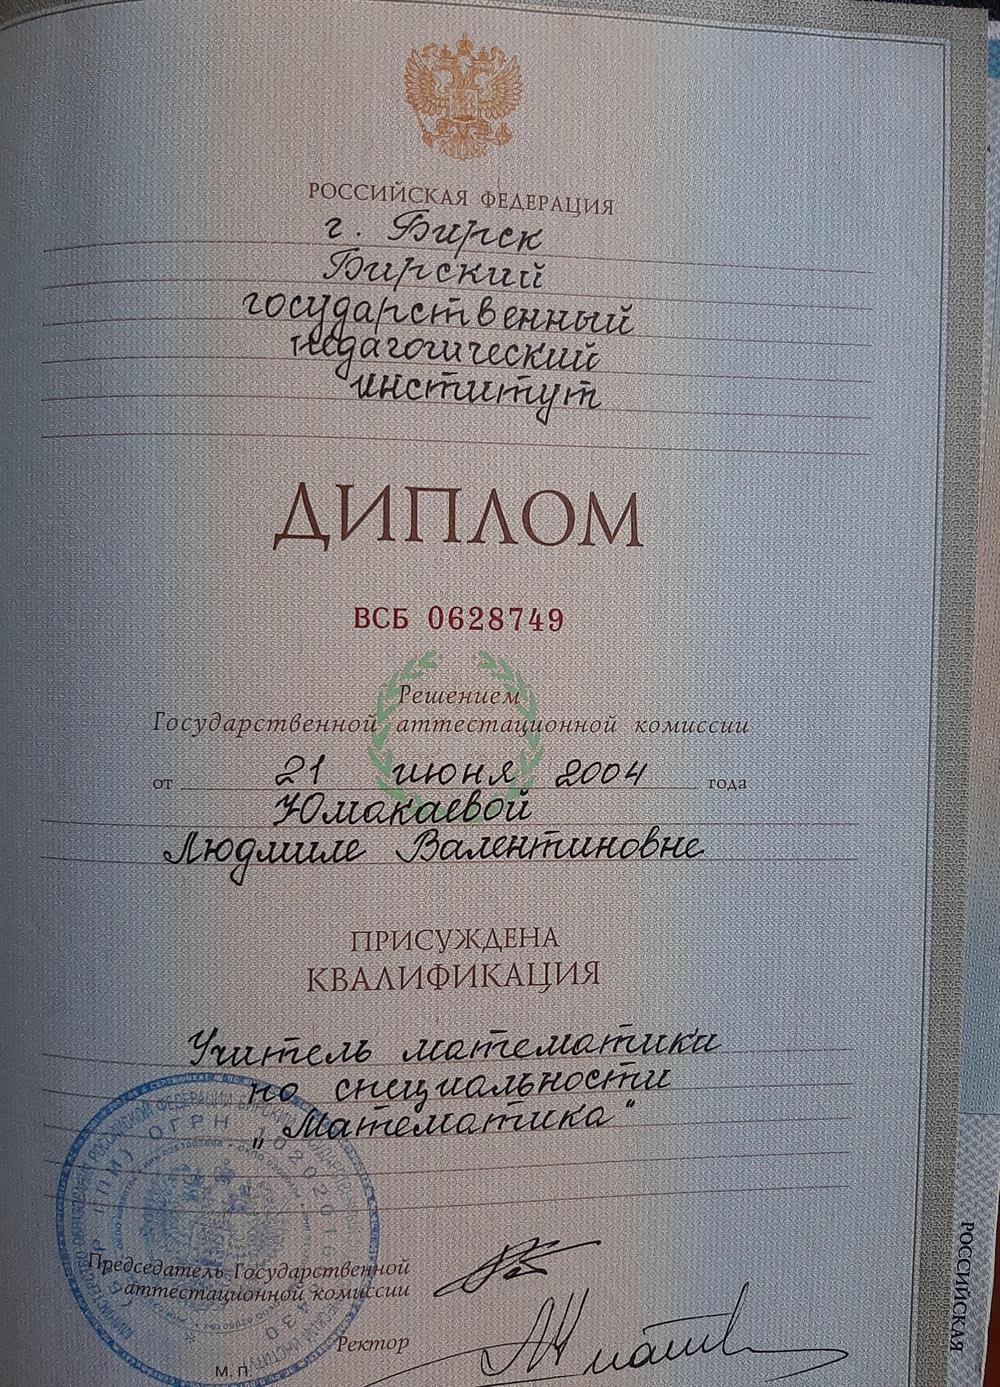 РОССИЙСКАЯ ФЕДЕРАЦИЯ
г. Бирск
Бирский
государственный
педагогический
институт
ДИПЛОМ
ВСБ 0628749
Решением
Государственной аттестационной комиссии
от 21 июня 2004 года
Юмакаевой
Людмиле Валентиновне
ПРИСУЖДЕНА
КВАЛИФИКАЦИЯ
Учитель математики
по специальности
„Математика“
Председатель Государственной
аттестационной комиссии
Ректор
М. П.
РОССИЙСКАЯ